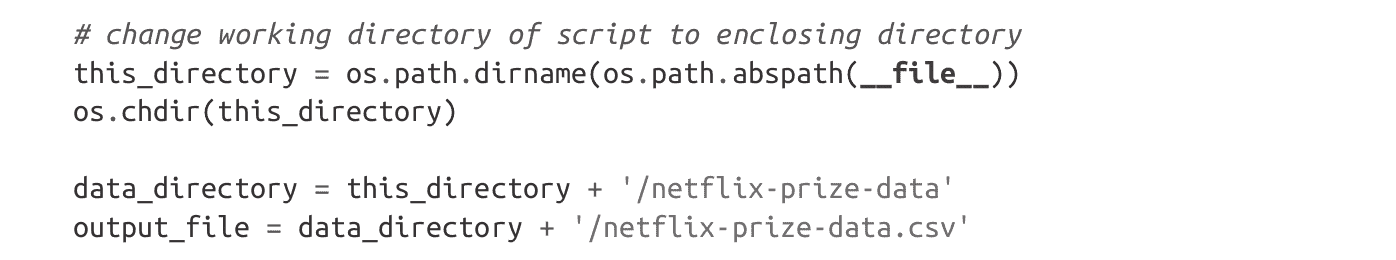 # change working directory of script to enclosing directory
this_directory = os.path.dirname(os.path.abspath(__file__))
os.chdir(this_directory)
data_directory = this_directory + '/netflix-prize-data'
output_file = data_directory + '/netflix-prize-data.csv'